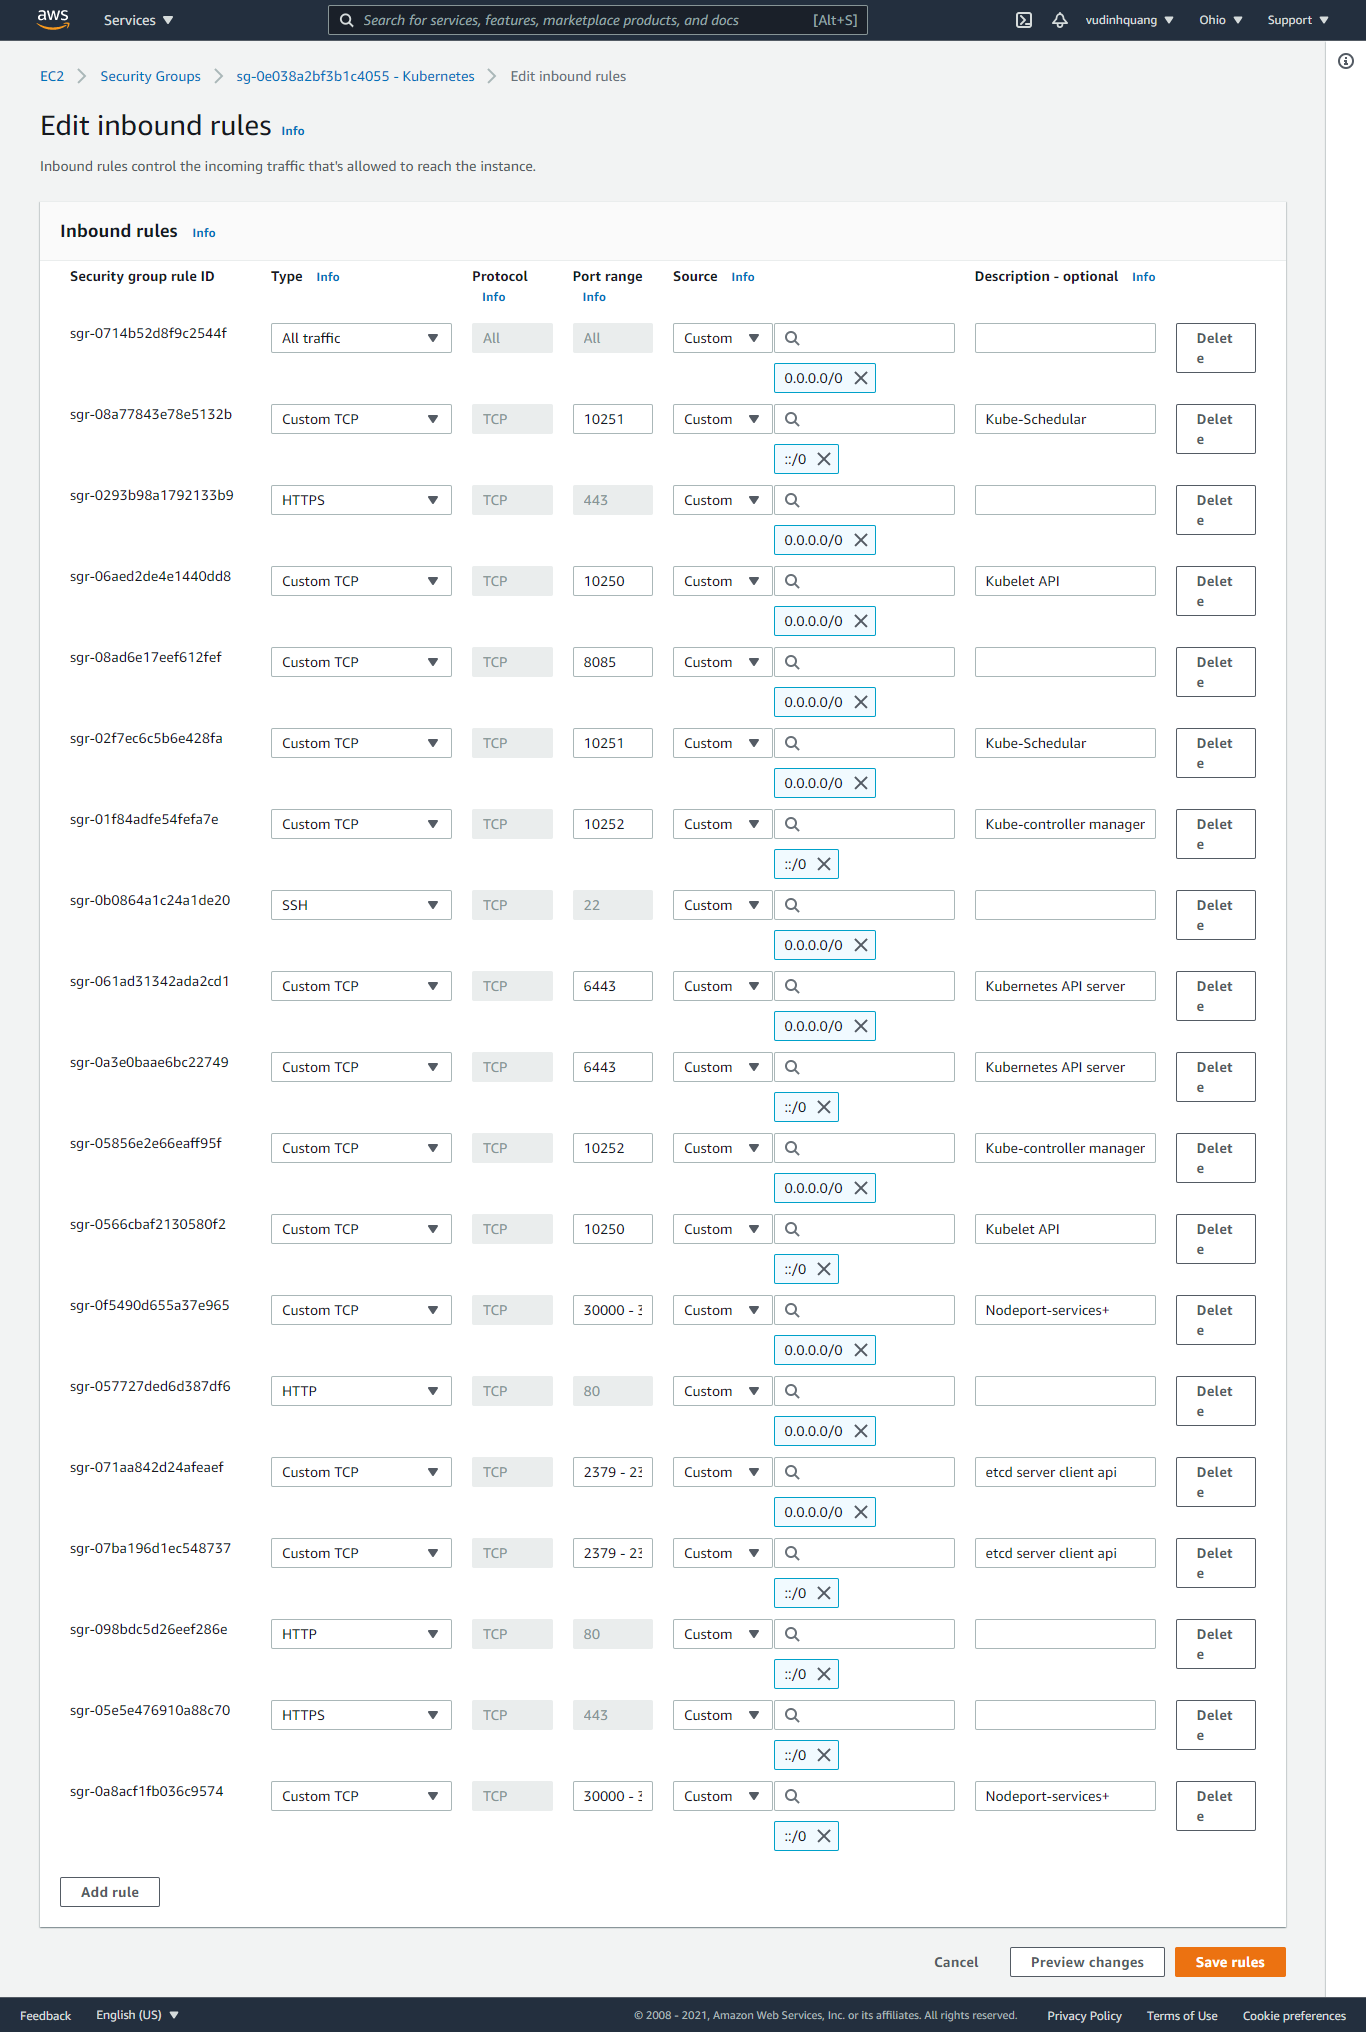 aws Services Search for services, features, marketplace products, and docs [Alt+S] vudinhquang Ohio Support
EC2 Security Groups sg-0e038a2bf3b1c4055 - Kubernetes Edit inbound rules
Edit inbound rules Info
Inbound rules control the incoming traffic that's allowed to reach the instance.
Inbound rules Info
Security group rule ID Type Info Protocol Info Port range Info Source Info Description - optional Info
sgr-0714b52d8f9c2544f All traffic All All Custom Delete
0.0.0.0/0
sgr-08a77843e78e5132b Custom TCP TCP 10251 Custom Kube-Schedular Delete
::/0
sgr-0293b98a1792133b9 HTTPS TCP 443 Custom Delete
0.0.0.0/0
sgr-06aed2de4e1440dd8 Custom TCP TCP 10250 Custom Kubelet API Delete
0.0.0.0/0
sgr-08ad6e17eef612fef Custom TCP TCP 8085 Custom Delete
0.0.0.0/0
sgr-02f7ec6c5b6e428fa Custom TCP TCP 10251 Custom Kube-Schedular Delete
0.0.0.0/0
sgr-01f84adfe54fefa7e Custom TCP TCP 10252 Custom Kube-controller manager Delete
::/0
sgr-0b0864a1c24a1de20 SSH TCP 22 Custom Delete
0.0.0.0/0
sgr-061ad31342ada2cd1 Custom TCP TCP 6443 Custom Kubernetes API server Delete
0.0.0.0/0
sgr-0a3e0baae6bc22749 Custom TCP TCP 6443 Custom Kubernetes API server Delete
::/0
sgr-05856e2e66eaff95f Custom TCP TCP 10252 Custom Kube-controller manager Delete
0.0.0.0/0
sgr-0566cbaf2130580f2 Custom TCP TCP 10250 Custom Kubelet API Delete
::/0
sgr-0f5490d655a37e965 Custom TCP TCP 30000 - 3 Custom Nodeport-services+ Delete
0.0.0.0/0
sgr-057727ded6d387df6 HTTP TCP 80 Custom Delete
0.0.0.0/0
sgr-071aa842d24afeaef Custom TCP TCP 2379 - 23 Custom etcd server client api Delete
0.0.0.0/0
sgr-07ba196d1ec548737 Custom TCP TCP 2379 - 23 Custom etcd server client api Delete
::/0
sgr-098bdc5d26eef286e HTTP TCP 80 Custom Delete
::/0
sgr-05e5e476910a88c70 HTTPS TCP 443 Custom Delete
::/0
sgr-0a8acf1fb036c9574 Custom TCP TCP 30000 - 3 Custom Nodeport-services+ Delete
::/0
Add rule
Cancel Preview changes Save rules
Feedback English (US) © 2008 - 2021, Amazon Web Services, Inc. or its affiliates. All rights reserved. Privacy Policy Terms of Use Cookie preferences